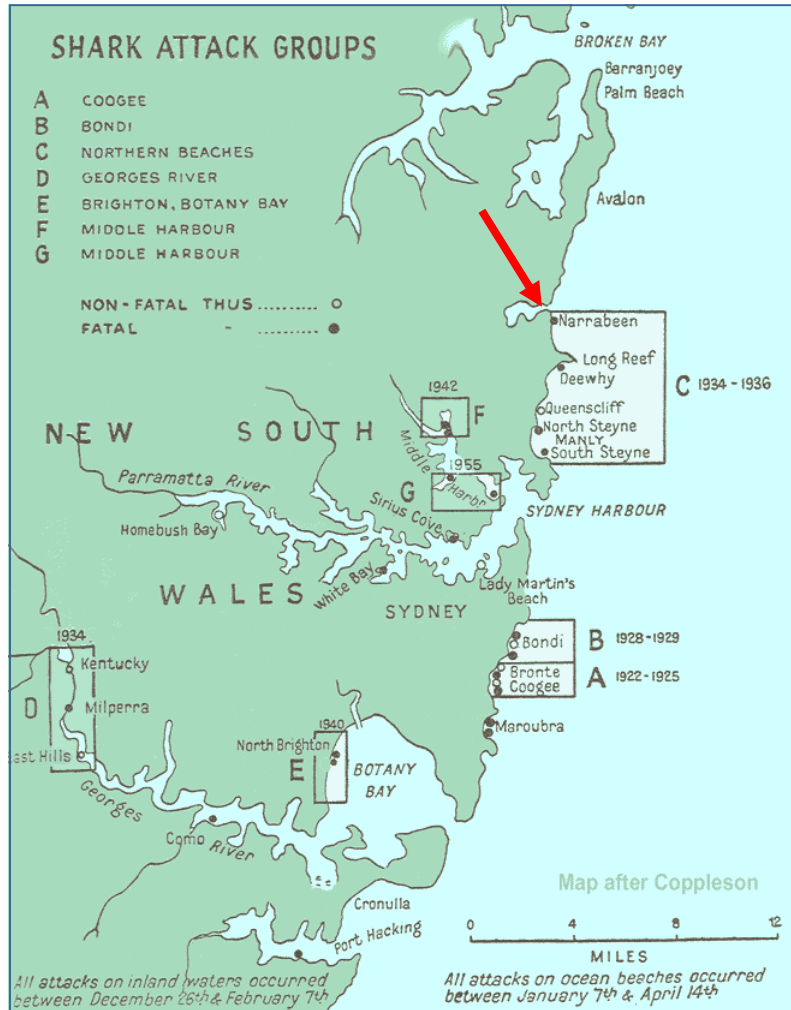 SHARK ATTACK GROUPS
A COOGEE
B BONDI
C NORTHERN BEACHES
D GEORGES RIVER
E BRIGHTON, BOTANY BAY
F MIDDLE HARBOUR
G MIDDLE HARBOUR
NON-FATAL THUS ..........
FATAL " ..........
BROKEN BAY
Barranjoey
Palm Beach
Avalon
Narrabeen
Long Reef
Deewhy
C 1934-1936
Queenscliff
North Steyne
MANLY
South Steyne
1942
F
NEW SOUTH
WALES
Middle
Harbr
1955
G
Parramatta River
Homebush Bay
Sirius Cove
SYDNEY HARBOUR
White Bay
Lady Martin's
Beach
SYDNEY
Bondi
B 1928-1929
Bronte
Coogee
A 1922-1925
Maroubra
1934
Kentucky
D
Milperra
East Hills
1940
North Brighton
E
BOTANY
BAY
Georges
River
Como
Cronulla
Port Hacking
Map after Coppleson
0 4 8 12
MILES
All attacks on inland waters occurred
between December 26th & February 7th
All attacks on ocean beaches occurred
between January 7th & April 14th